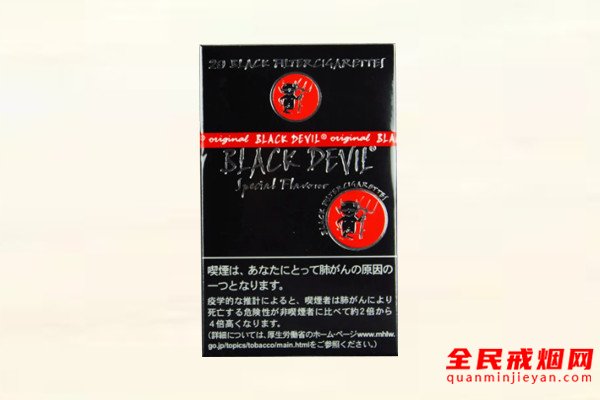 20 BLACK FILTERCIGARETTES
original BLACK DEVIL® original BLA
BLACK DEVIL®
Special Flavour
BLACK FILTERCIGARETTES
喫煙は、あなたにとって肺がんの原因の
一つとなります。
疫学的な推計によると、喫煙者は肺がんにより
死亡する危険性が非喫煙者に比べて約2倍から
4倍高くなります。
(詳細については、厚生労働省のホーム・ページwww.mhlw.
go.jp/topics/tobacco/main.htmlをご参照ください。)
全民戒烟网
quanminjieyan.com